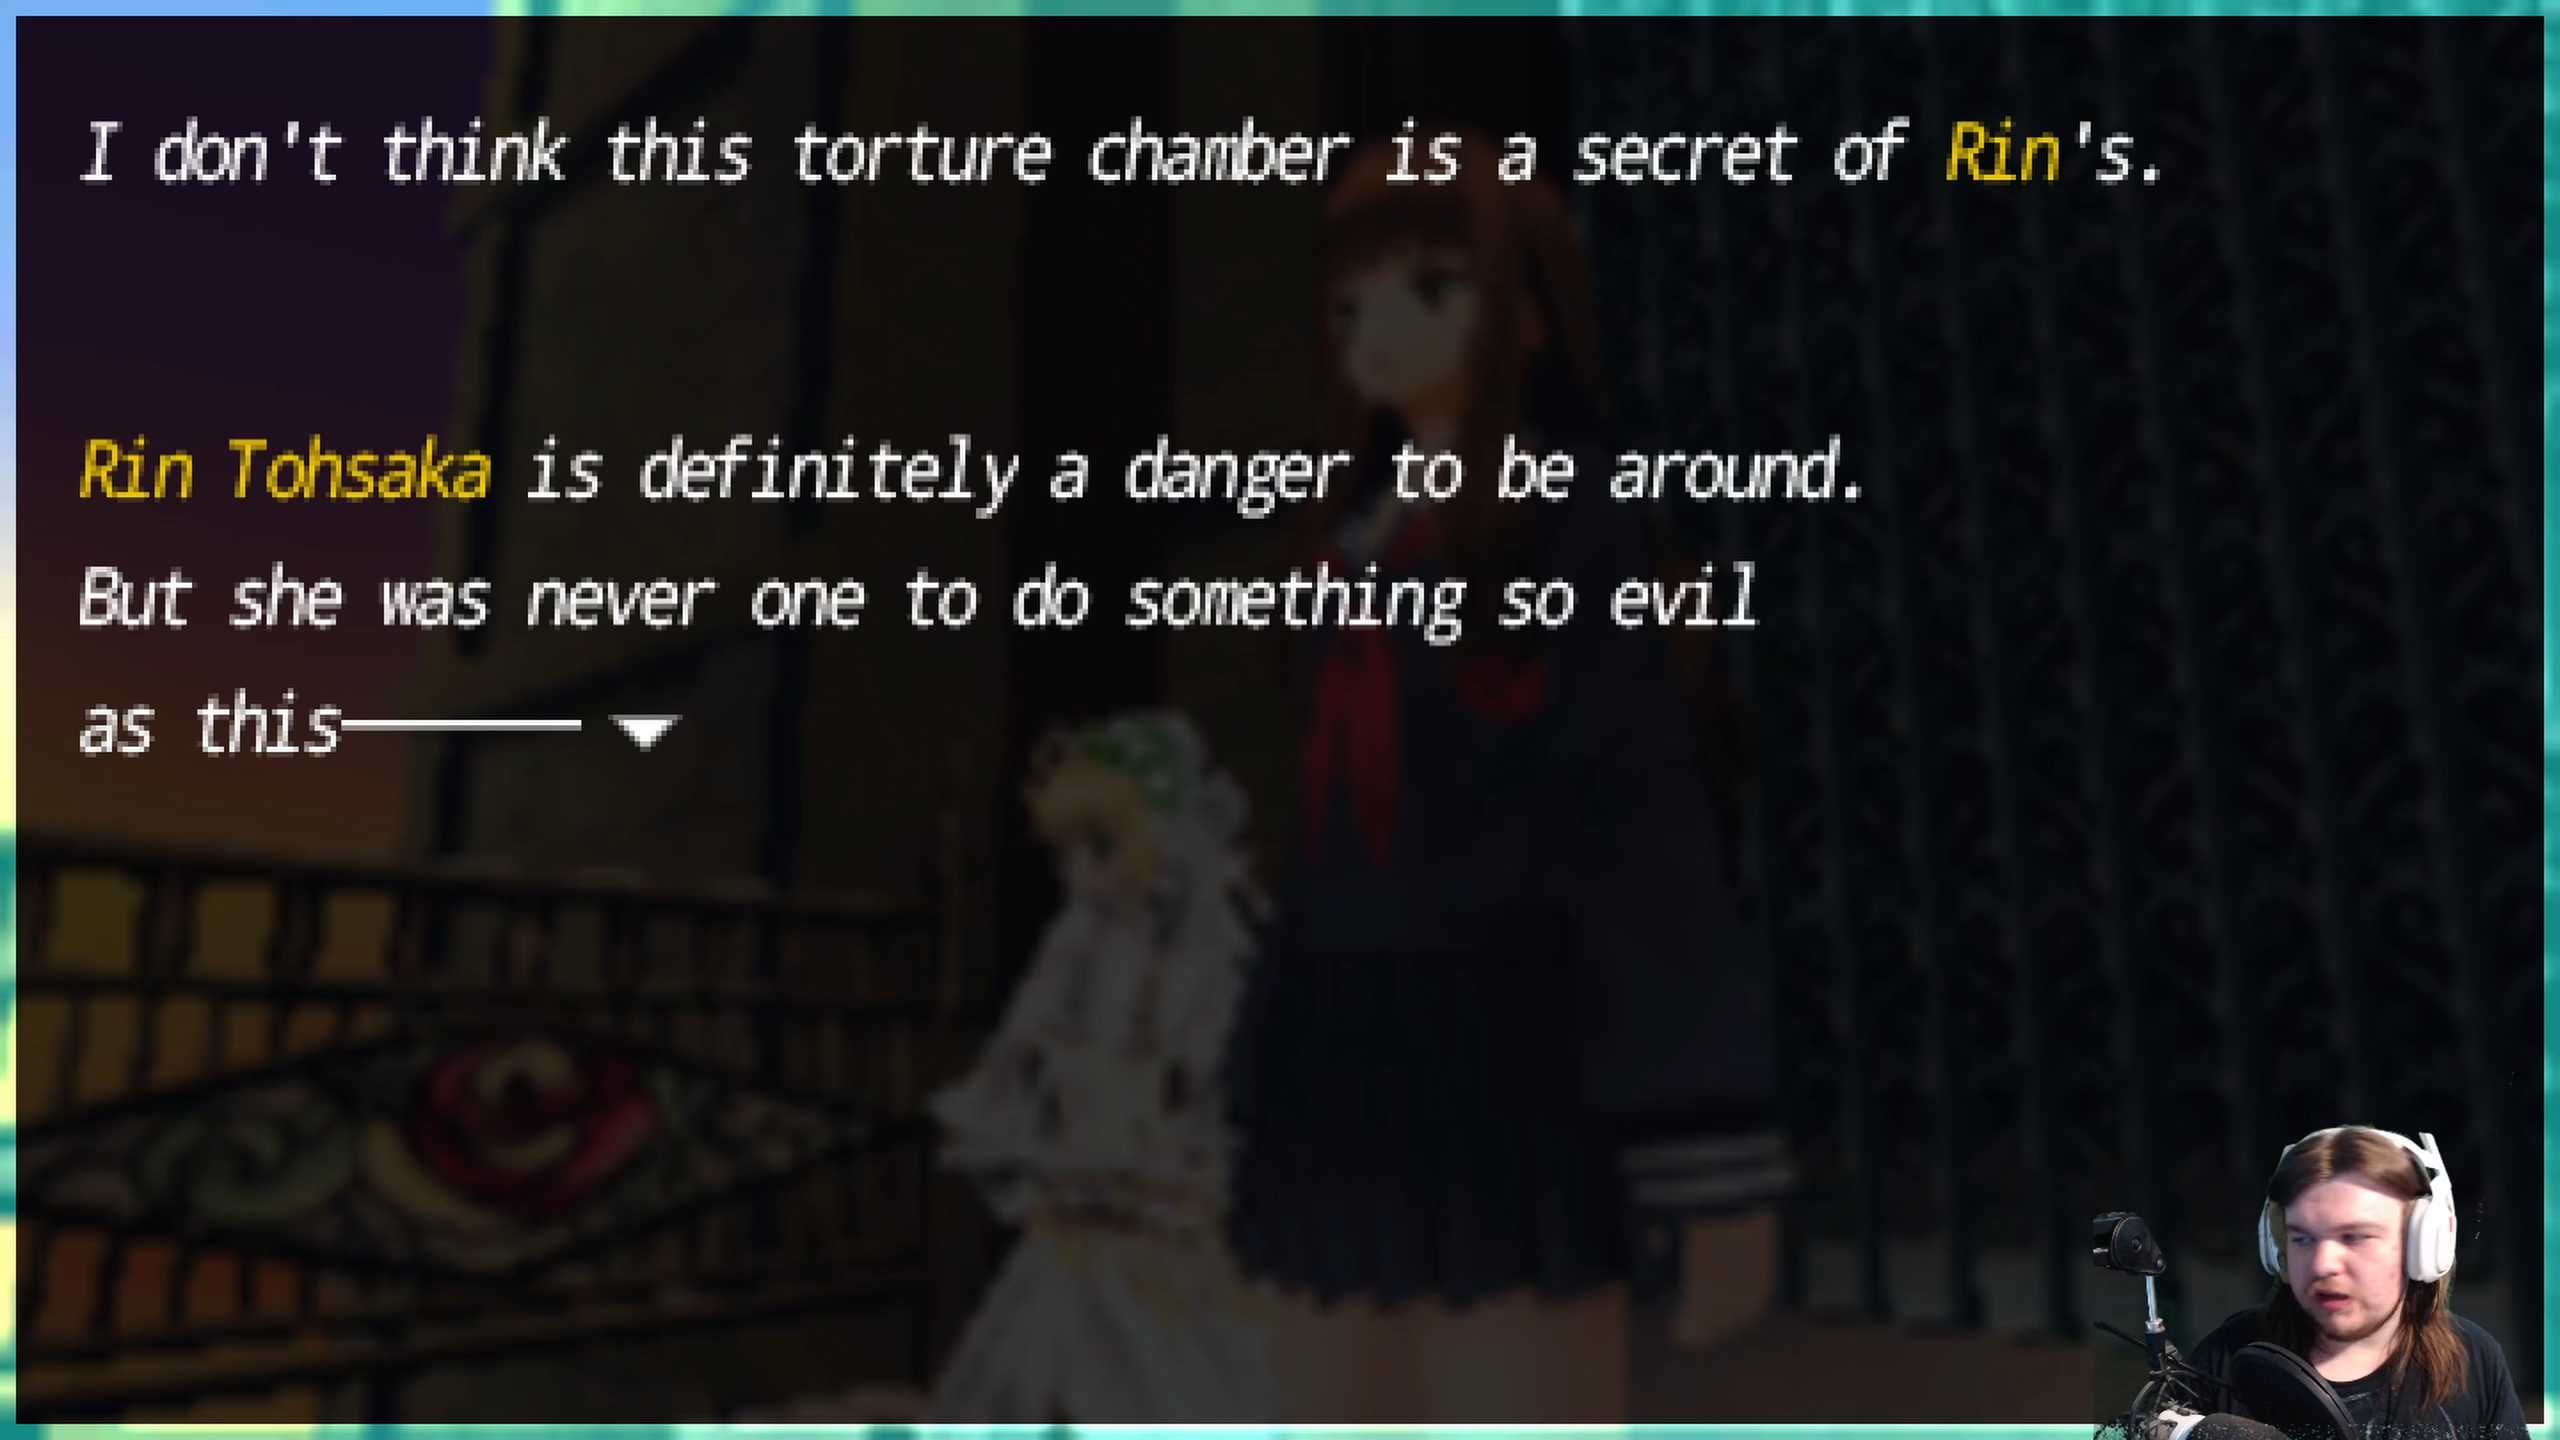 I don't think this torture chamber is a secret of Rin's.
Rin Tohsaka is definitely a danger to be around.
But she was never one to do something so evil
as this———